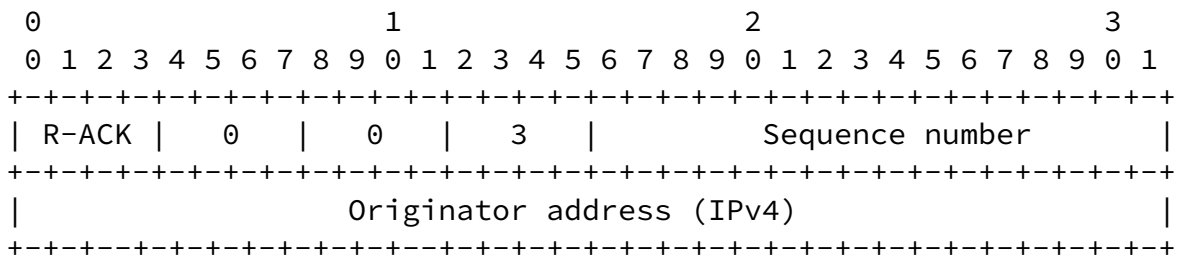 0 1 2 3
0 1 2 3 4 5 6 7 8 9 0 1 2 3 4 5 6 7 8 9 0 1 2 3 4 5 6 7 8 9 0 1
+-+-+-+-+-+-+-+-+-+-+-+-+-+-+-+-+-+-+-+-+-+-+-+-+-+-+-+-+-+-+-+-+
| R-ACK | 0 | 0 | 3 | Sequence number |
+-+-+-+-+-+-+-+-+-+-+-+-+-+-+-+-+-+-+-+-+-+-+-+-+-+-+-+-+-+-+-+-+
| Originator address (IPv4) |
+-+-+--+-+-+-+-+-+-+--+-+-+-+-+-+-+-+-+-+-+-+-+-+-+-+-+-+-+-+-+-+